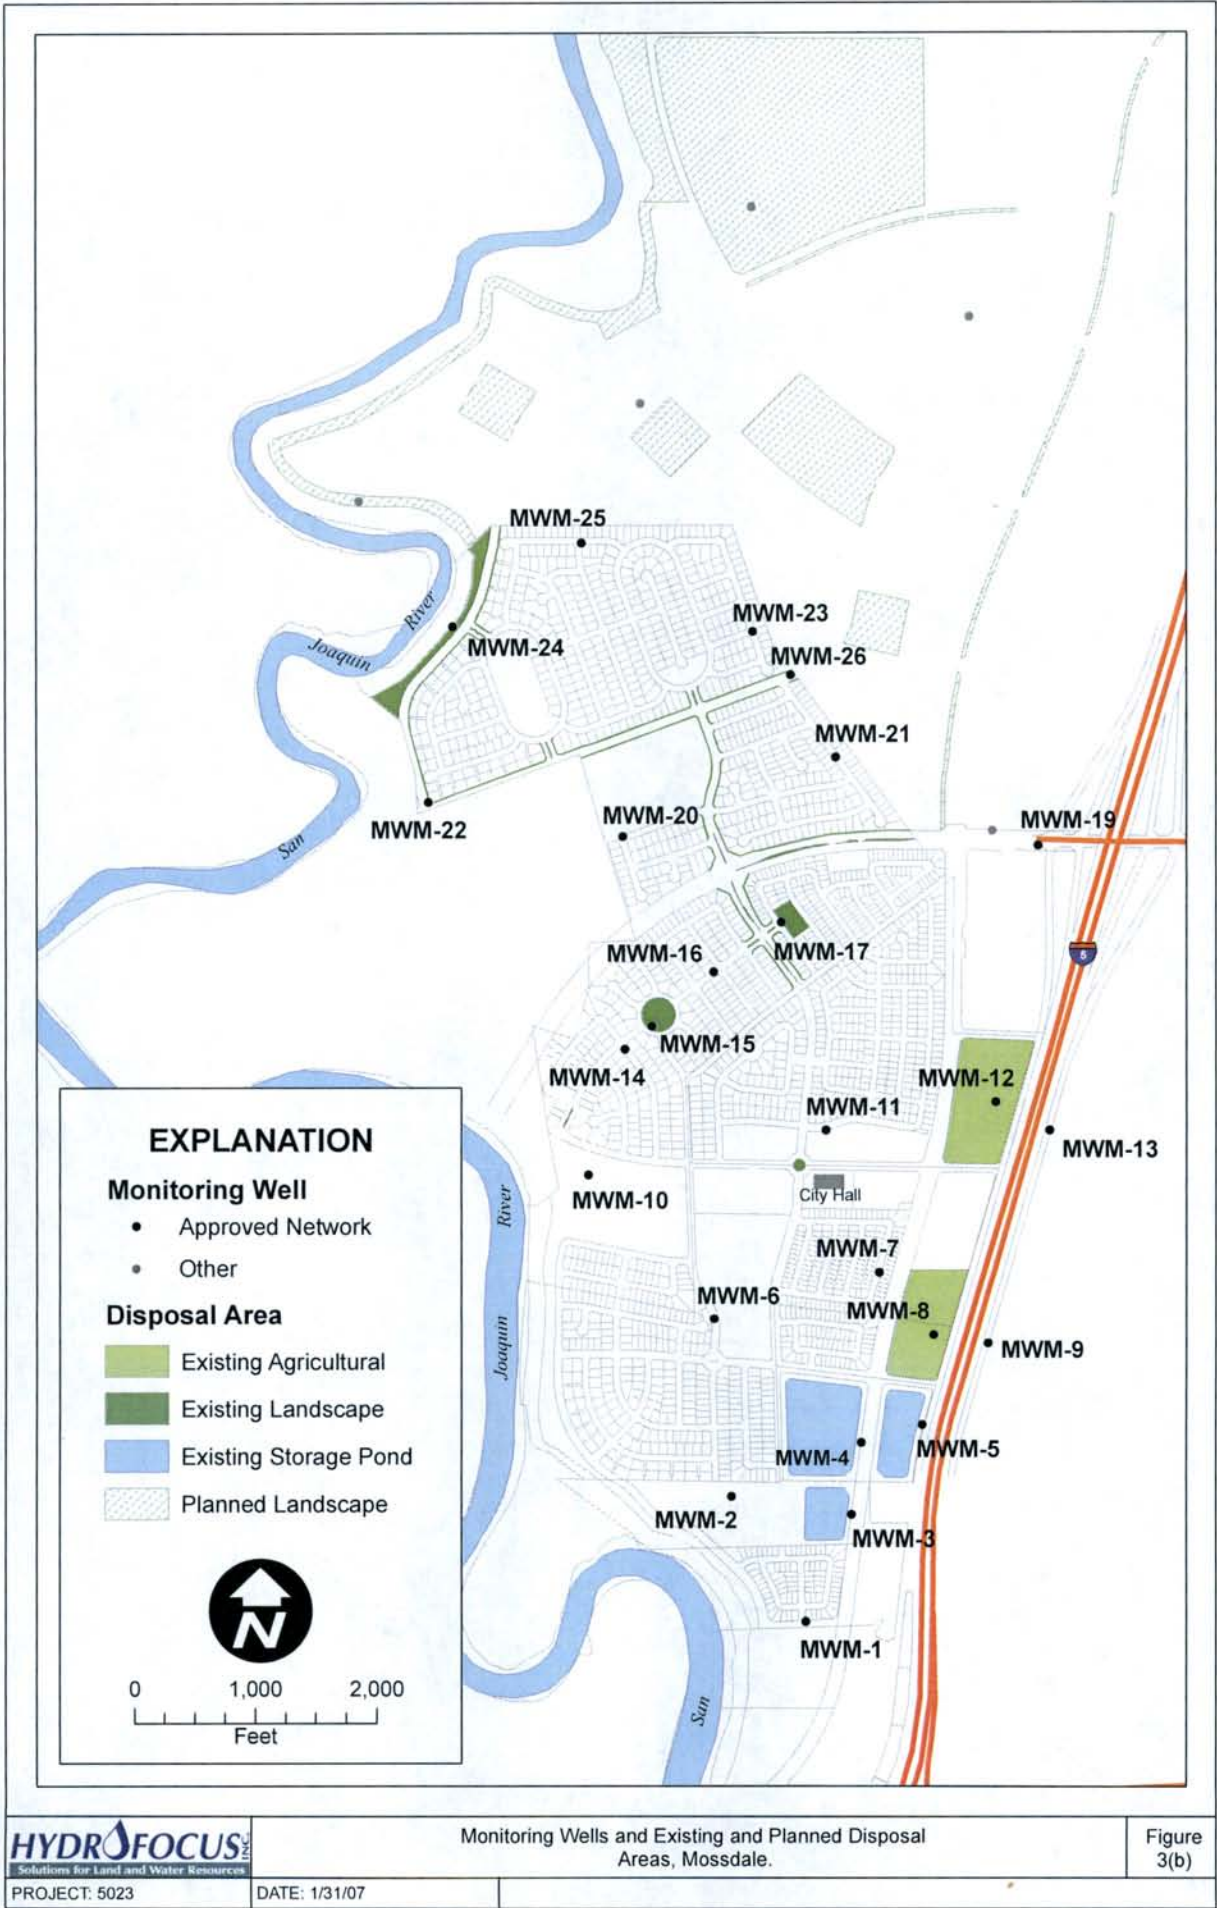 MWM-25
River
MWM-23
Joaquin
MWM-24
MWM-26
MWM-21
MWM-20
MWM-19
MWM-22
San
MWM-16
MWM-17
5
MWM-15
MWM-14
MWM-12
MWM-11
MWM-13
MWM-10
City Hall
River
MWM-7
MWM-6
MWM-8
MWM-9
Joaquin
MWM-4
MWM-5
MWM-2
MWM-3
MWM-1
San
EXPLANATION
Monitoring Well
Approved Network
Other
Disposal Area
Existing Agricultural
Existing Landscape
Existing Storage Pond
Planned Landscape
N
0 1,000 2,000
Feet
HYDROFOCUS INC.
Solutions for Land and Water Resources
Monitoring Wells and Existing and Planned Disposal
Areas, Mossdale.
Figure
3(b)
PROJECT: 5023
DATE: 1/31/07